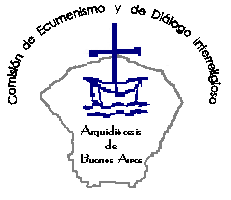 Comisión de Ecumenismo y de Diálogo Interreligioso
Arquidiócesis
de
Buenos Aires